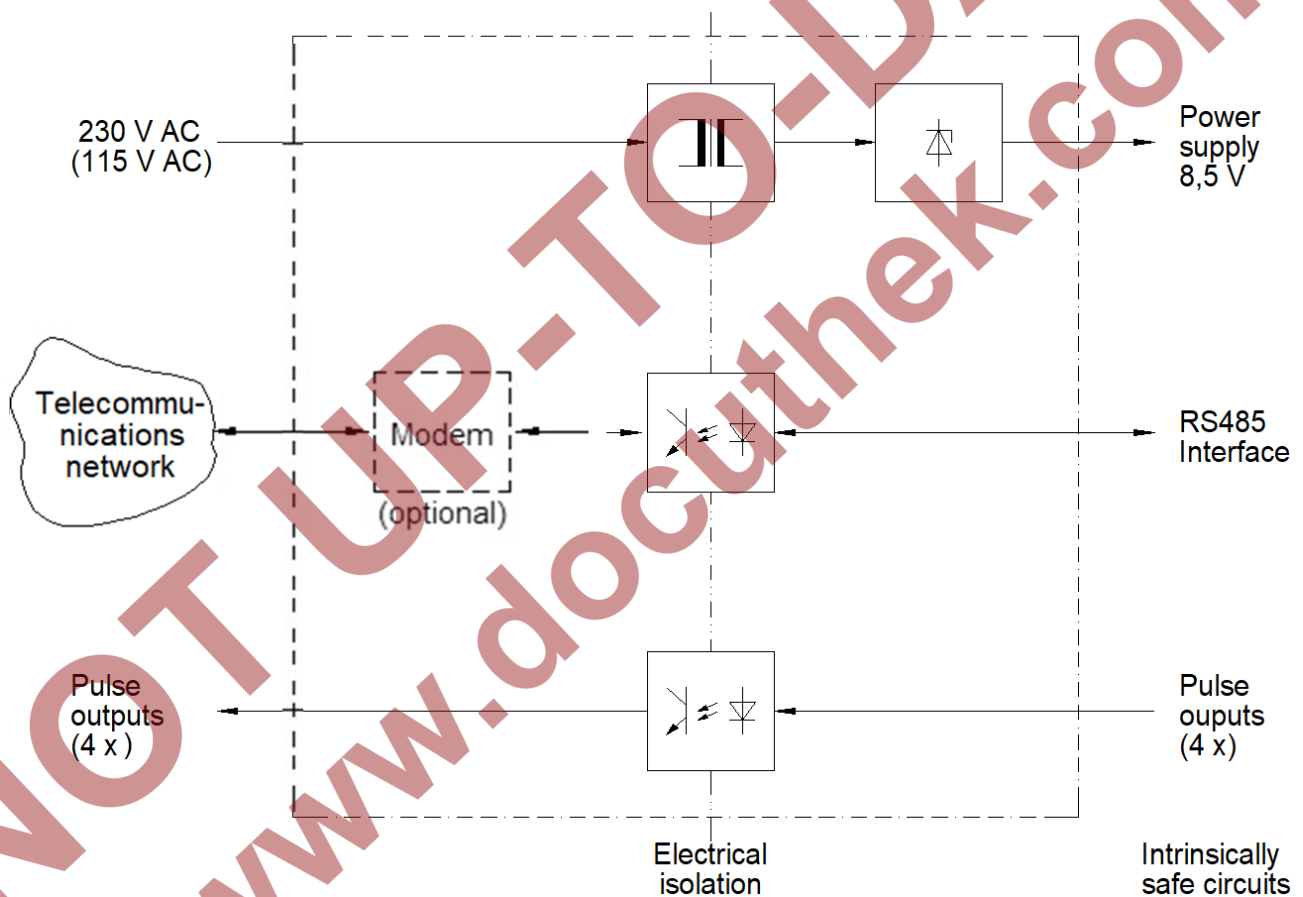 230 V AC
(115 V AC)
Power
supply
8,5 V
Telecommu-
nications
network
Modem
(optional)
RS485
Interface
Pulse
outputs
(4 x )
Pulse
ouputs
(4 x)
Electrical
isolation
Intrinsically
safe circuits
NOT UP-TO-DA
www.docuthek.com